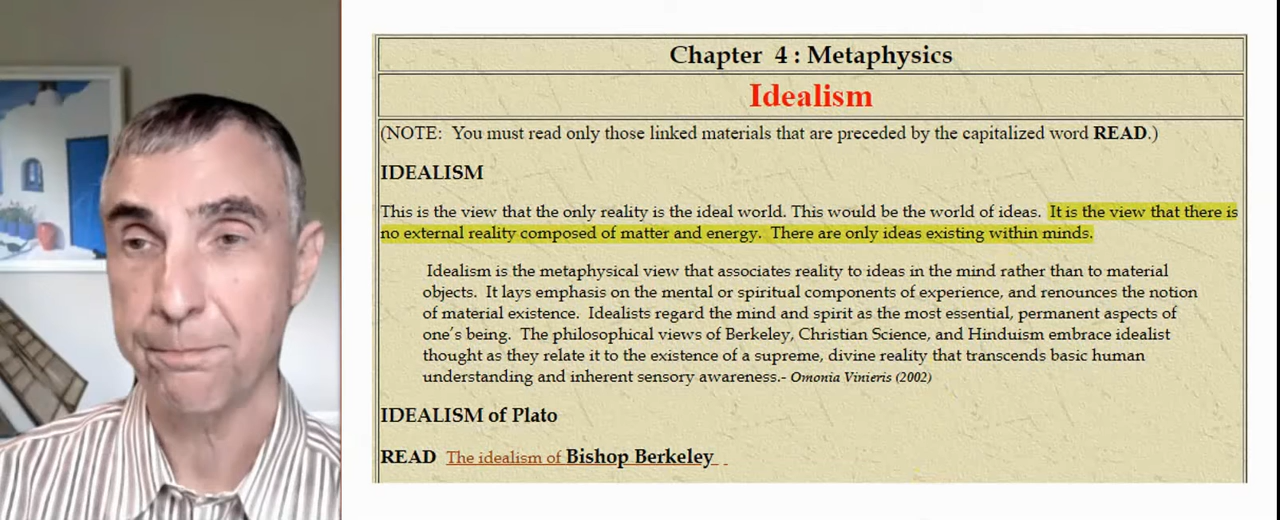 Chapter 4 : Metaphysics
Idealism
(NOTE: You must read only those linked materials that are preceded by the capitalized word READ.)
IDEALISM
This is the view that the only reality is the ideal world. This would be the world of ideas. It is the view that there is
no external reality composed of matter and energy. There are only ideas existing within minds.
Idealism is the metaphysical view that associates reality to ideas in the mind rather than to material
objects. It lays emphasis on the mental or spiritual components of experience, and renounces the notion
of material existence. Idealists regard the mind and spirit as the most essential, permanent aspects of
one's being. The philosophical views of Berkeley, Christian Science, and Hinduism embrace idealist
thought as they relate it to the existence of a supreme, divine reality that transcends basic human
understanding and inherent sensory awareness.- Omonia Vinieris (2002)
IDEALISM of Plato
READ The idealism of Bishop Berkeley